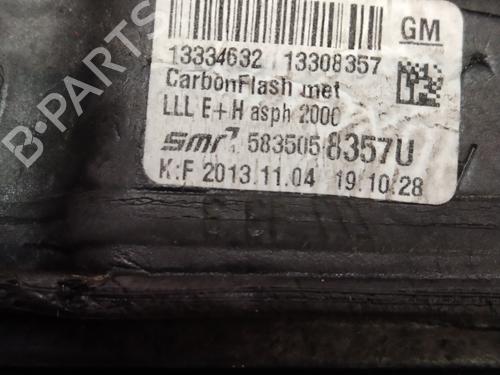 GM
13334632 13308357
CarbonFlash met
LLL E+H asph 2000
SMR 583505 8357U
K:F 2013.11.04 19:10:28
B-PARTS